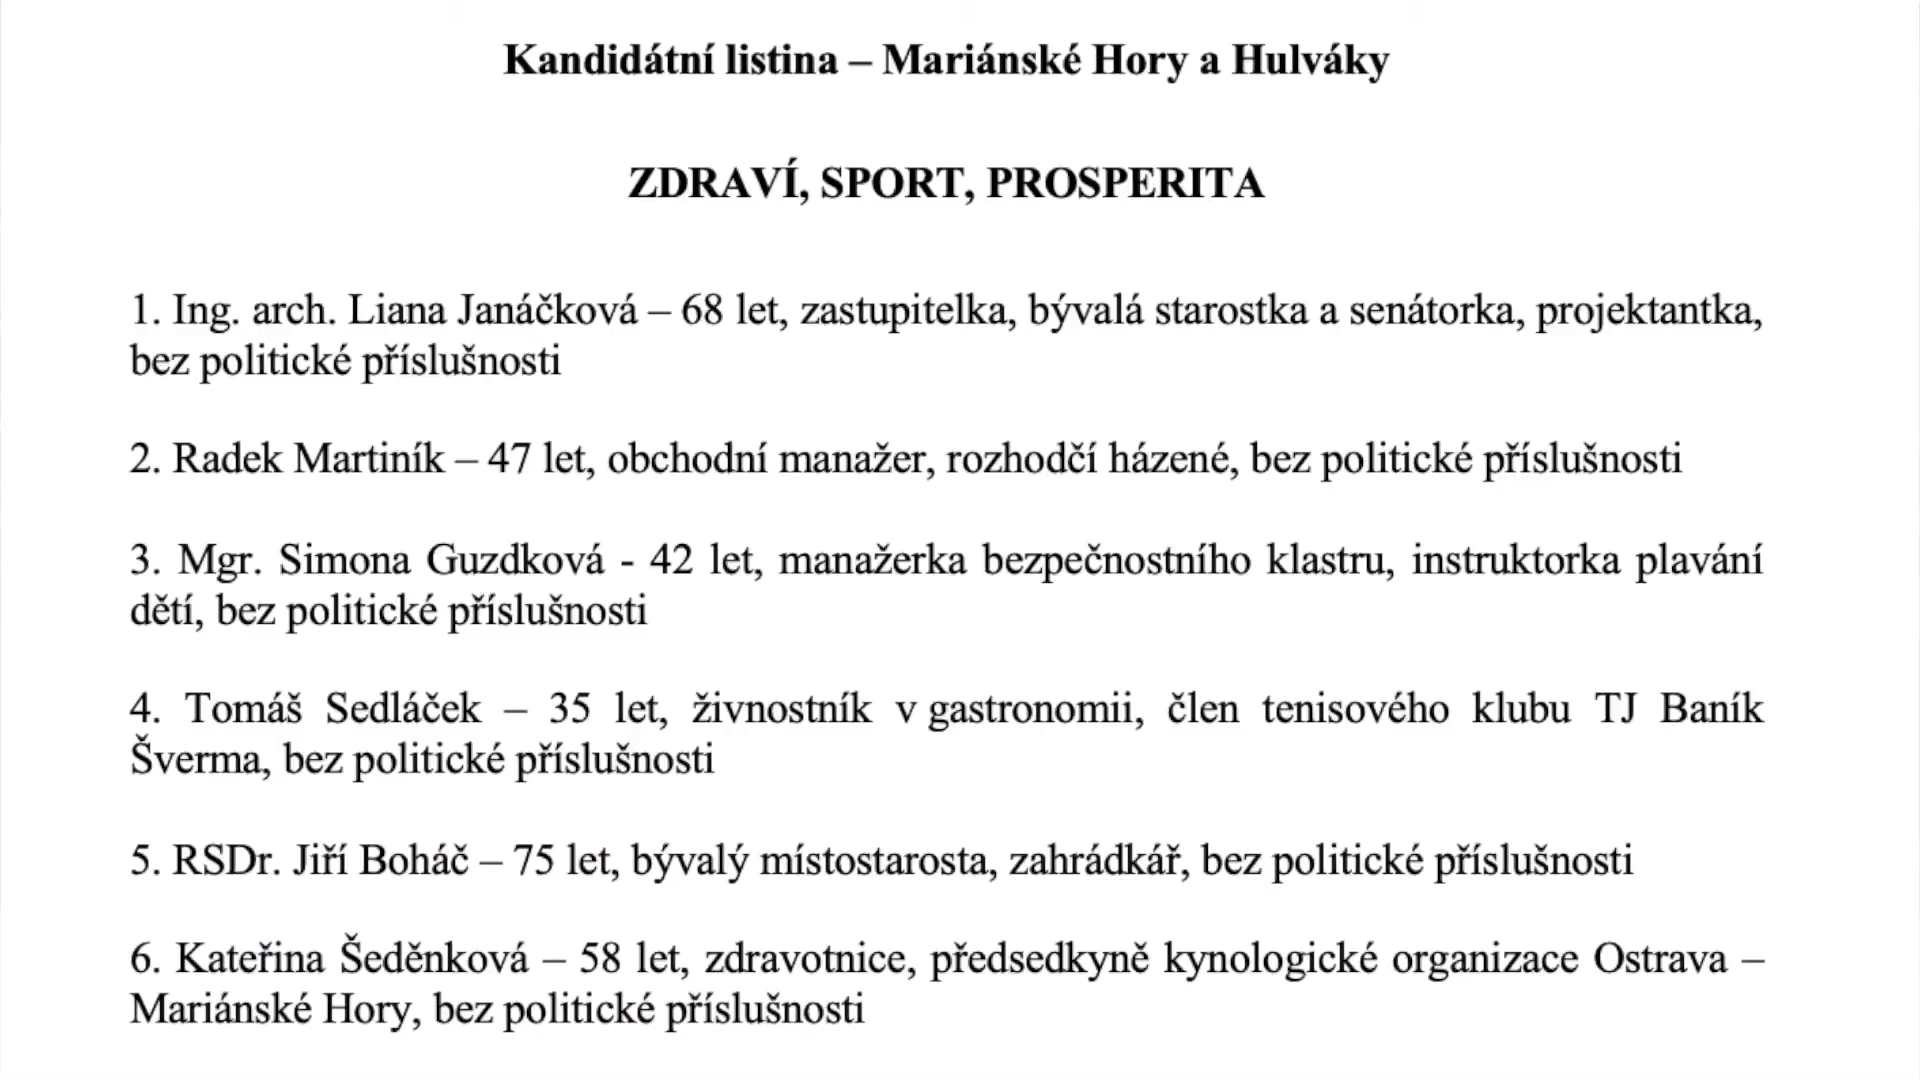 Kandidátní listina – Mariánské Hory a Hulváky
ZDRAVÍ, SPORT, PROSPERITA
1. Ing. arch. Liana Janáčková – 68 let, zastupitelka, bývalá starostka a senátorka, projektantka,
bez politické příslušnosti
2. Radek Martiník – 47 let, obchodní manažer, rozhodčí házené, bez politické příslušnosti
3. Mgr. Simona Guzdková - 42 let, manažerka bezpečnostního klastru, instruktorka plavání
dětí, bez politické příslušnosti
4. Tomáš Sedláček – 35 let, živnostník v gastronomii, člen tenisového klubu TJ Baník
Šverma, bez politické příslušnosti
5. RSDr. Jiří Boháč – 75 let, bývalý místostarosta, zahrádkář, bez politické příslušnosti
6. Kateřina Šeděnková – 58 let, zdravotnice, předsedkyně kynologické organizace Ostrava –
Mariánské Hory, bez politické příslušnosti